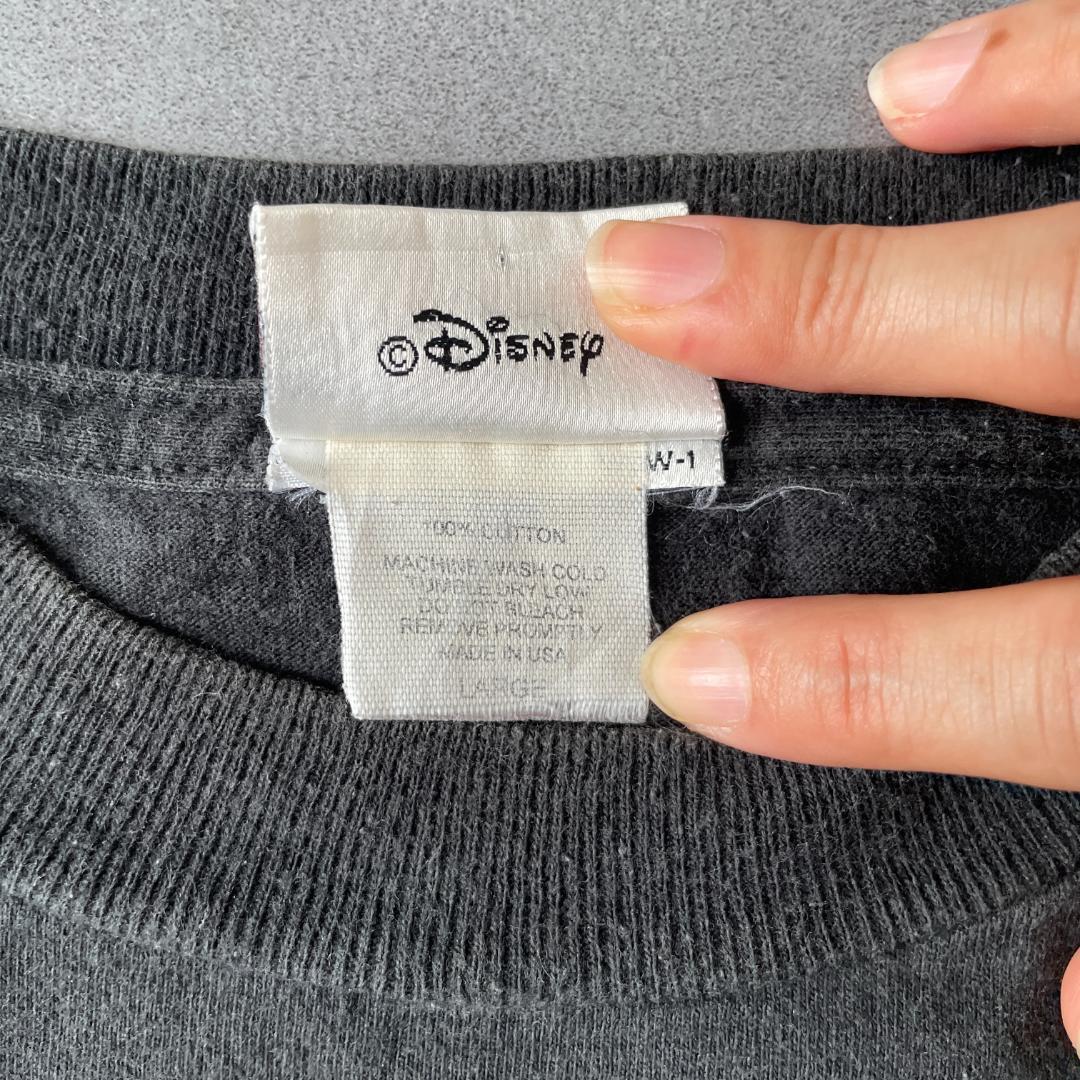 © Disney
W-1
100% COTTON
MACHINE WASH COLD
TUMBLE DRY LOW
DO NOT BLEACH
REMOVE PROMPTLY
MADE IN USA
LARGE